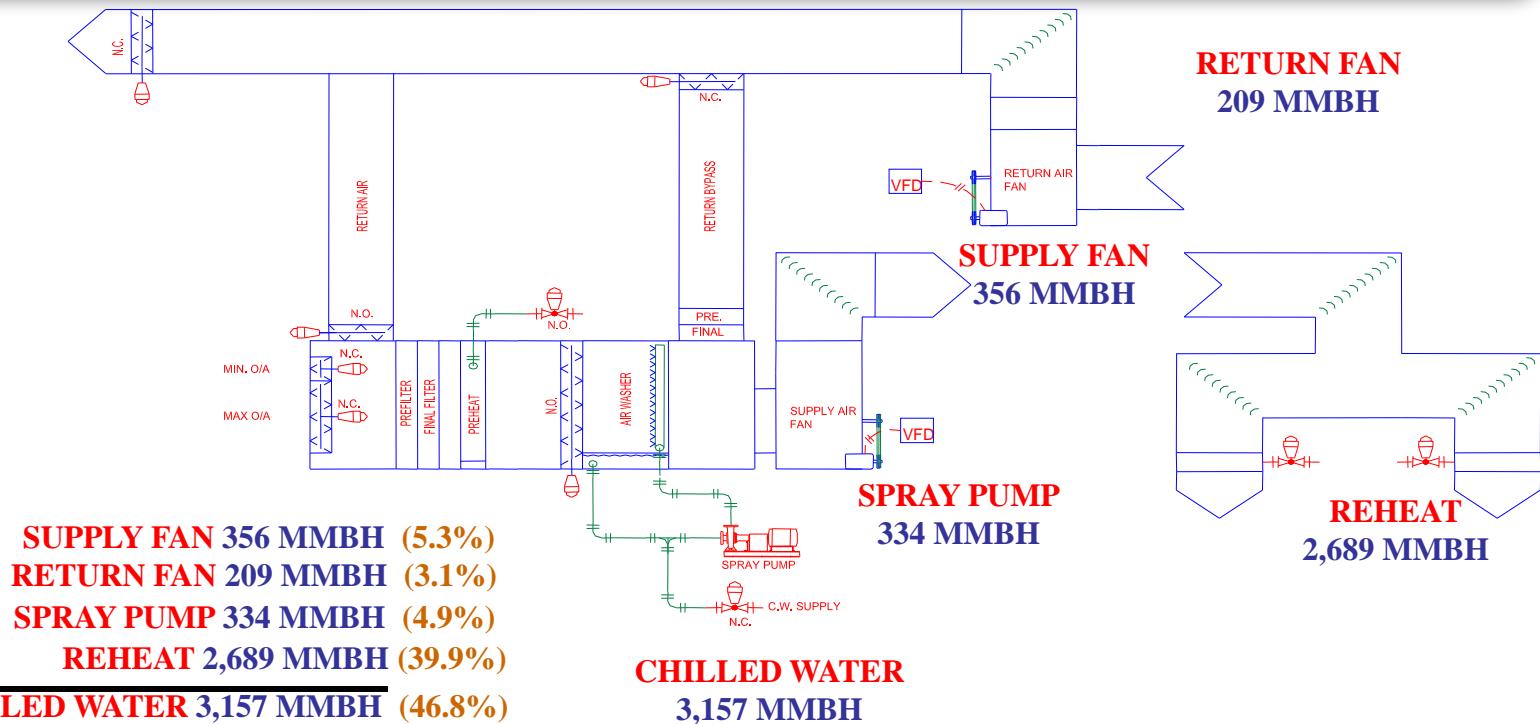 N.C.
RETURN FAN
209 MMBH
N.C.
RETURN AIR
RETURN BYPASS
VFD
RETURN AIR
FAN
SUPPLY FAN
356 MMBH
N.O.
N.O.
PRE.
FINAL
MIN. O/A
N.C.
MAX O/A
N.C.
PREFILTER
FINAL FILTER
PREHEAT
N.O.
AIR WASHER
SUPPLY AIR
FAN
VFD
SPRAY PUMP
334 MMBH
REHEAT
2,689 MMBH
SPRAY PUMP
C.W. SUPPLY
N.C.
SUPPLY FAN 356 MMBH (5.3%)
RETURN FAN 209 MMBH (3.1%)
SPRAY PUMP 334 MMBH (4.9%)
REHEAT 2,689 MMBH (39.9%)
LED WATER 3,157 MMBH (46.8%)
CHILLED WATER
3,157 MMBH